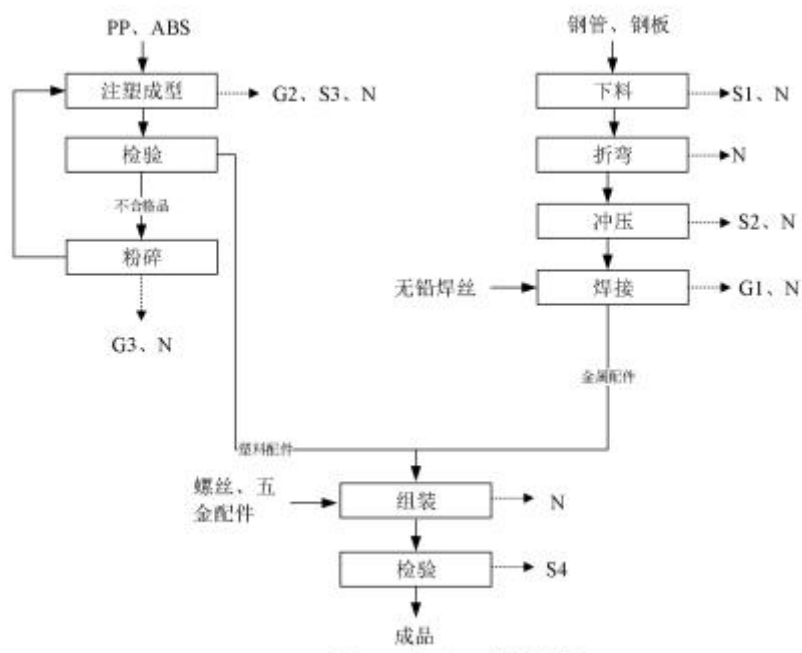 PP、ABS
注塑成型
G2、S3、N
检验
不合格品
粉碎
G3、N
钢管、钢板
下料
S1、N
折弯
N
冲压
S2、N
无铅焊丝
焊接
G1、N
金属配件
塑料配件
螺丝、五
金配件
组装
N
检验
S4
成品